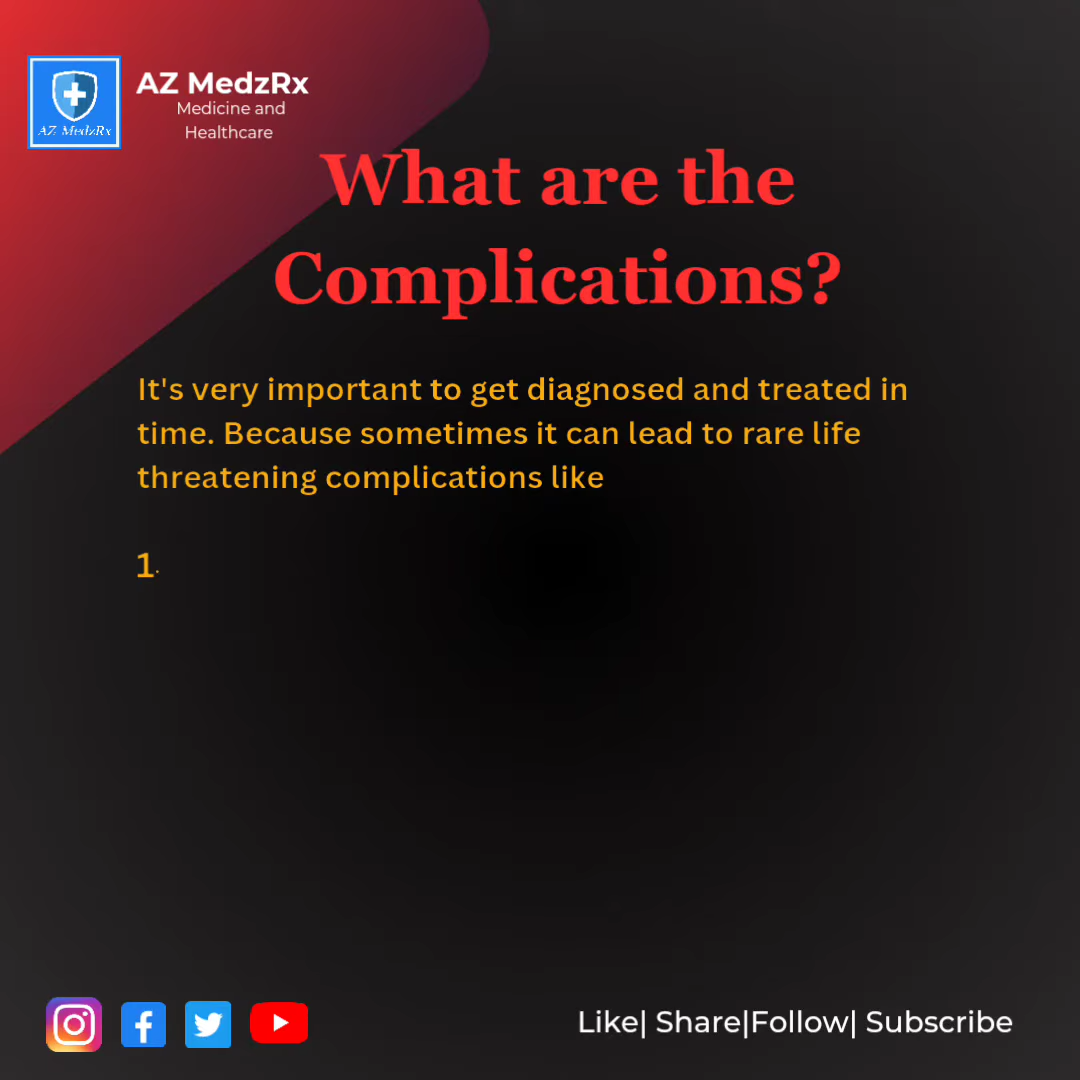 AZ MedzRx
Medicine and
Healthcare
AZ MedzRx
What are the
Complications?
It's very important to get diagnosed and treated in
time. Because sometimes it can lead to rare life
threatening complications like
1.
Like| Share|Follow| Subscribe